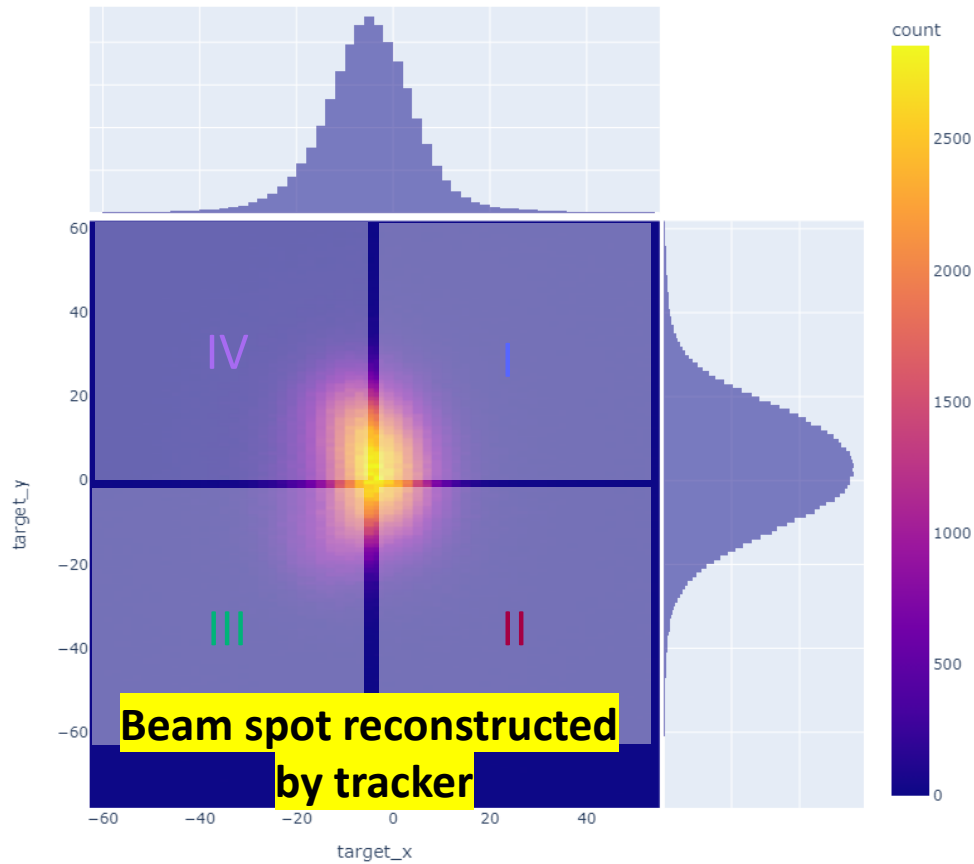 count
2500
2000
1500
1000
500
0
60
40
20
0
−20
−40
−60
target_y
IV
I
III
II
Beam spot reconstructed
by tracker
−60
−40
−20
0
20
40
target_x